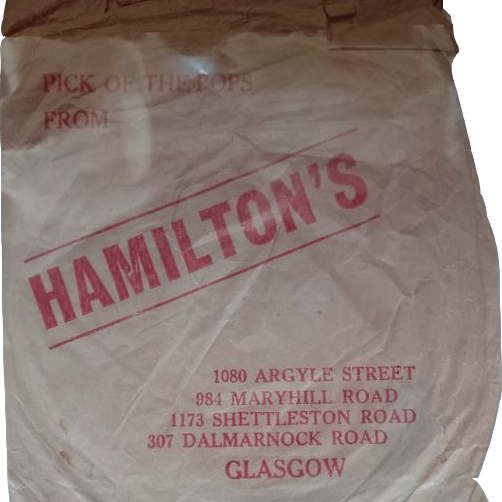 PICK OF THE POPS
FROM
HAMILTON'S
1080 ARGYLE STREET
984 MARYHILL ROAD
1173 SHETTLESTON ROAD
307 DALMARNOCK ROAD
GLASGOW